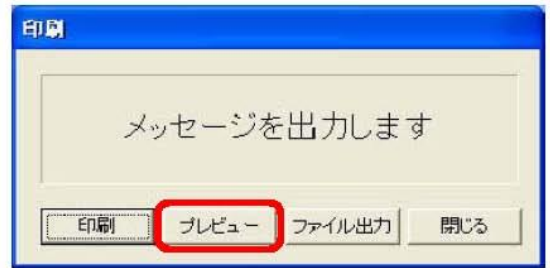 印刷
メッセージを出力します
印刷 プレビュー ファイル出力 閉じる